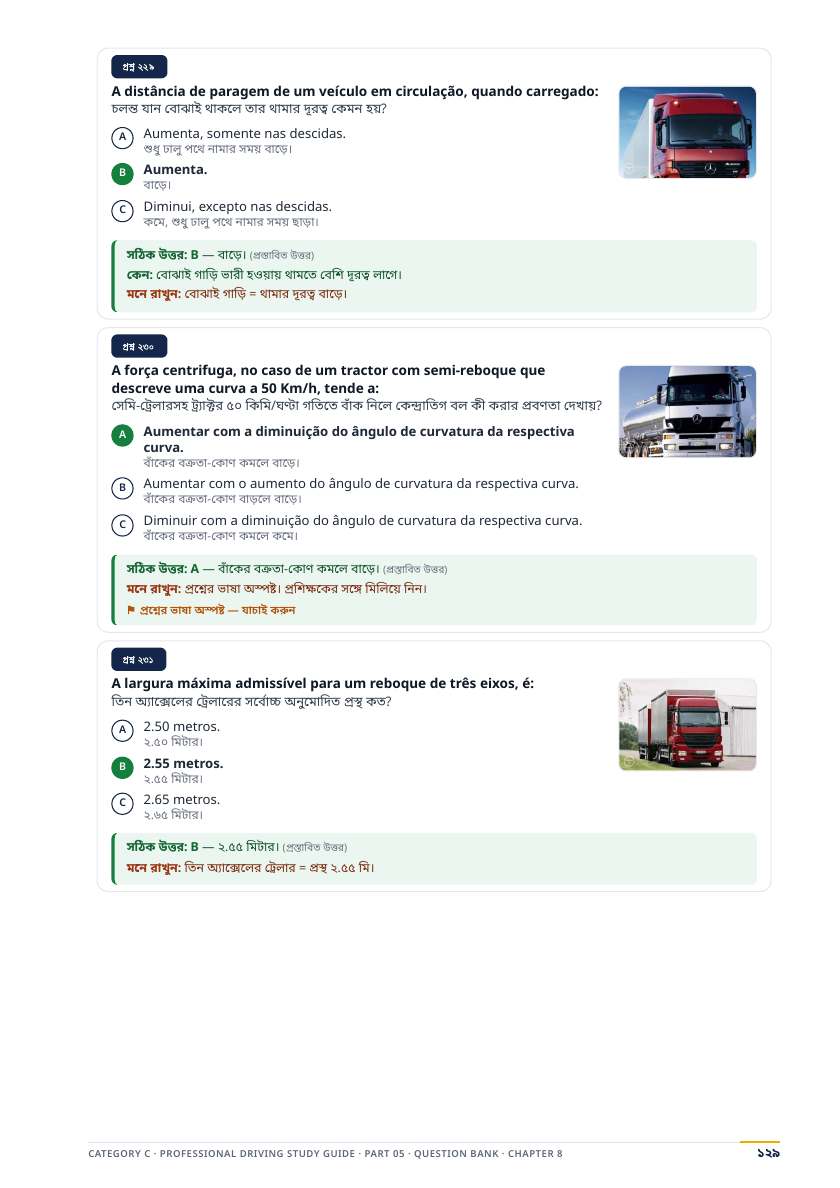 প্রশ্ন ২২৯
A distância de paragem de um veículo em circulação, quando carregado:
চলন্ত যান বোঝাই থাকলে তার থামার দূরত্ব কেমন হয়?
A Aumenta, somente nas descidas.
শুধু ঢালু পথে নামার সময় বাড়ে।
B Aumenta.
বাড়ে।
C Diminui, excepto nas descidas.
কমে, শুধু ঢালু পথে নামার সময় ছাড়া।
সঠিক উত্তর: B — বাড়ে। (প্রস্তাবিত উত্তর)
কেন: বোঝাই গাড়ি ভারী হওয়ায় থামতে বেশি দূরত্ব লাগে।
মনে রাখুন: বোঝাই গাড়ি = থামার দূরত্ব বাড়ে।
প্রশ্ন ২৩০
A força centrifuga, no caso de um tractor com semi-reboque que
descreve uma curva a 50 Km/h, tende a:
সেমি-ট্রেলারসহ ট্র্যাক্টর ৫০ কিমি/ঘণ্টা গতিতে বাঁক নিলে কেন্দ্রাতিগ বল কী করার প্রবণতা দেখায়?
A Aumentar com a diminuição do ângulo de curvatura da respectiva
curva.
বাঁকের বক্রতা-কোণ কমলে বাড়ে।
B Aumentar com o aumento do ângulo de curvatura da respectiva curva.
বাঁকের বক্রতা-কোণ বাড়লে বাড়ে।
C Diminuir com a diminuição do ângulo de curvatura da respectiva curva.
বাঁকের বক্রতা-কোণ কমলে কমে।
সঠিক উত্তর: A — বাঁকের বক্রতা-কোণ কমলে বাড়ে। (প্রস্তাবিত উত্তর)
মনে রাখুন: প্রশ্নের ভাষা অস্পষ্ট। প্রশিক্ষকের সঙ্গে মিলিয়ে নিন।
⚑ প্রশ্নের ভাষা অস্পষ্ট — যাচাই করুন
প্রশ্ন ২৩১
A largura máxima admissível para um reboque de três eixos, é:
তিন অ্যাক্সেলের ট্রেলারের সর্বোচ্চ অনুমোদিত প্রস্থ কত?
A 2.50 metros.
২.৫০ মিটার।
B 2.55 metros.
২.৫৫ মিটার।
C 2.65 metros.
২.৬৫ মিটার।
সঠিক উত্তর: B — ২.৫৫ মিটার। (প্রস্তাবিত উত্তর)
মনে রাখুন: তিন অ্যাক্সেলের ট্রেলার = প্রস্থ ২.৫৫ মি।
CATEGORY C · PROFESSIONAL DRIVING STUDY GUIDE · PART 05 · QUESTION BANK · CHAPTER 8
১২৯